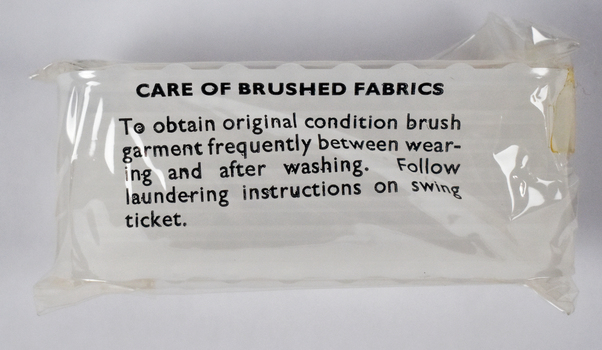 CARE OF BRUSHED FABRICS
To obtain original condition brush
garment frequently between wear-
ing and after washing. Follow
laundering instructions on swing
ticket.